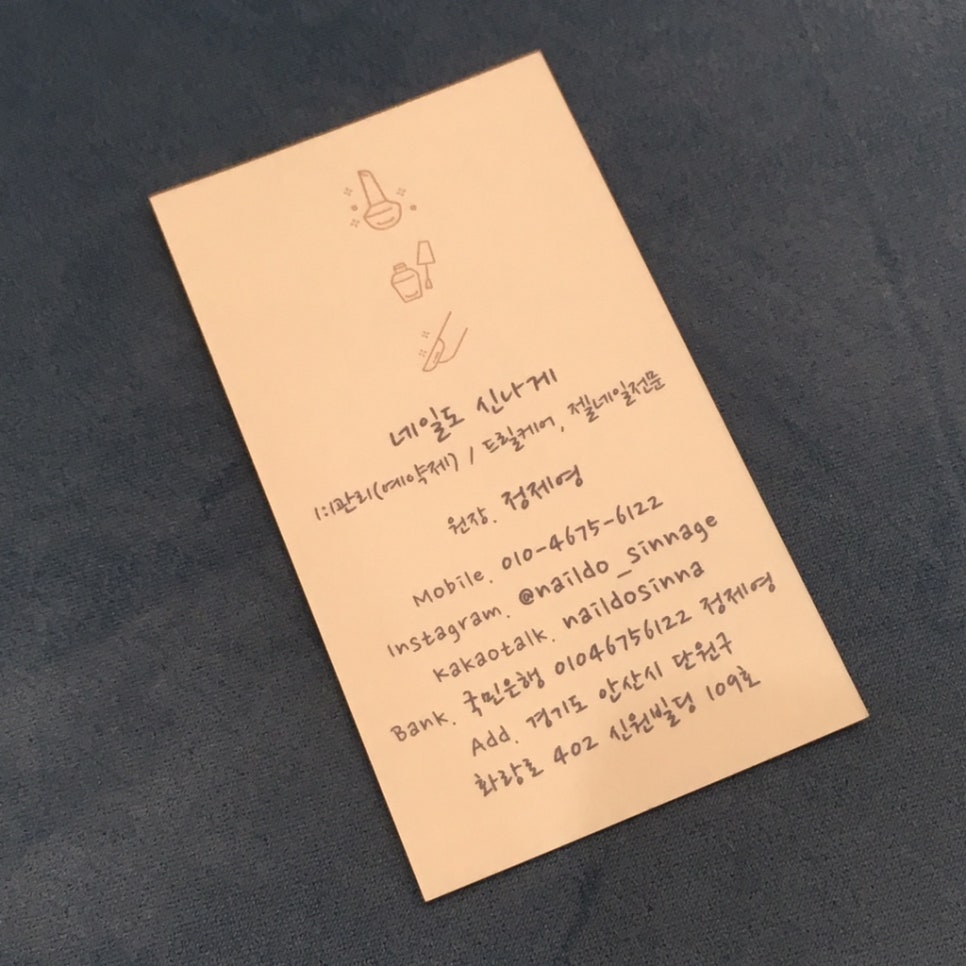 네일도 신나게
1:1관리(예약제) / 드릴케어, 젤네일전문
원장. 정제영
Mobile. 010-4675-6122
Instagram. @naildo_sinnage
kakaotalk. naildosinna
Bank. 국민은행 01046756122 정제영
Add. 경기도 안산시 단원구
화랑로 402 신원빌딩 109호